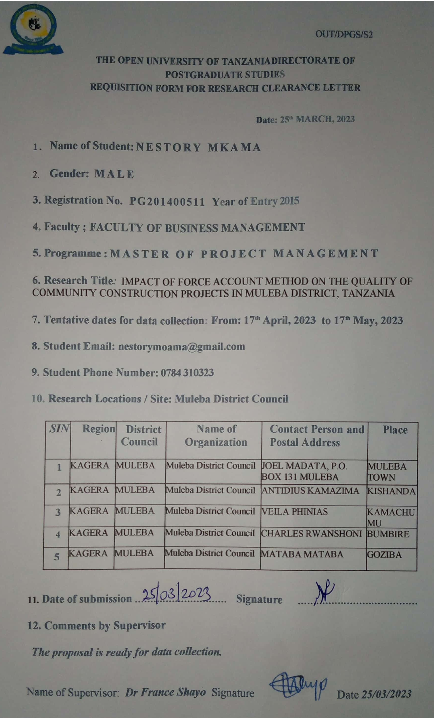 OUT/DPGS/S2
THE OPEN UNIVERSITY OF TANZANIADIRECTORATE OF
POSTGRADUATE STUDIES
REQUISITION FORM FOR RESEARCH CLEARANCE LETTER
Date: 25th MARCH, 2023
1. Name of Student: NESTORY MKAMA
2. Gender: MALE
3. Registration No. PG201400511 Year of Entry 2015
4. Faculty ; FACULTY OF BUSINESS MANAGEMENT
5. Programme : MASTER OF PROJECT MANAGEMENT
6. Research Title: IMPACT OF FORCE ACCOUNT METHOD ON THE QUALITY OF
COMMUNITY CONSTRUCTION PROJECTS IN MULEBA DISTRICT, TANZANIA
7. Tentative dates for data collection: From: 17th April, 2023 to 17th May, 2023
8. Student Email: nestorymoama@gmail.com
9. Student Phone Number: 0784 310323
10. Research Locations / Site: Muleba District Council
S/N Region District Council Name of Organization Contact Person and Postal Address Place
1 KAGERA MULEBA Muleba District Council JOEL MADATA, P.O. BOX 131 MULEBA MULEBA TOWN
2 KAGERA MULEBA Muleba District Council ANTIDIUS KAMAZIMA KISHANDA
3 KAGERA MULEBA Muleba District Council VEILA PHINIAS KAMACHUMU
4 KAGERA MULEBA Muleba District Council CHARLES RWANSHONI BUMBIRE
5 KAGERA MULEBA Muleba District Council MATABA MATABA GOZIBA
11. Date of submission 25/03/2023 Signature
12. Comments by Supervisor
The proposal is ready for data collection.
Name of Supervisor: Dr France Shayo Signature Date 25/03/2023